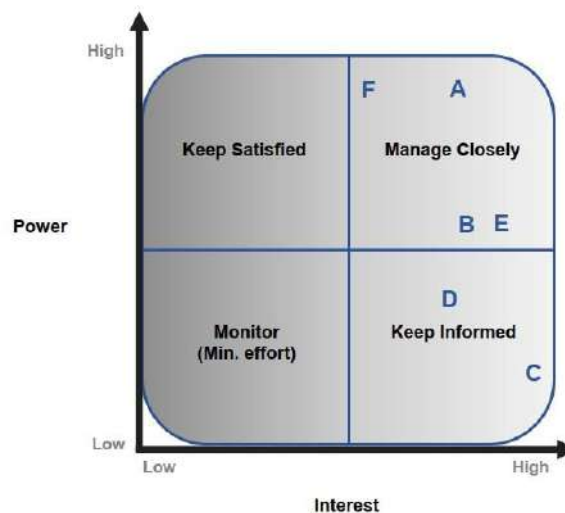 High
F A
Keep Satisfied
Manage Closely
Power
B E
D
Monitor
(Min. effort)
Keep Informed
C
Low
Low
High
Interest